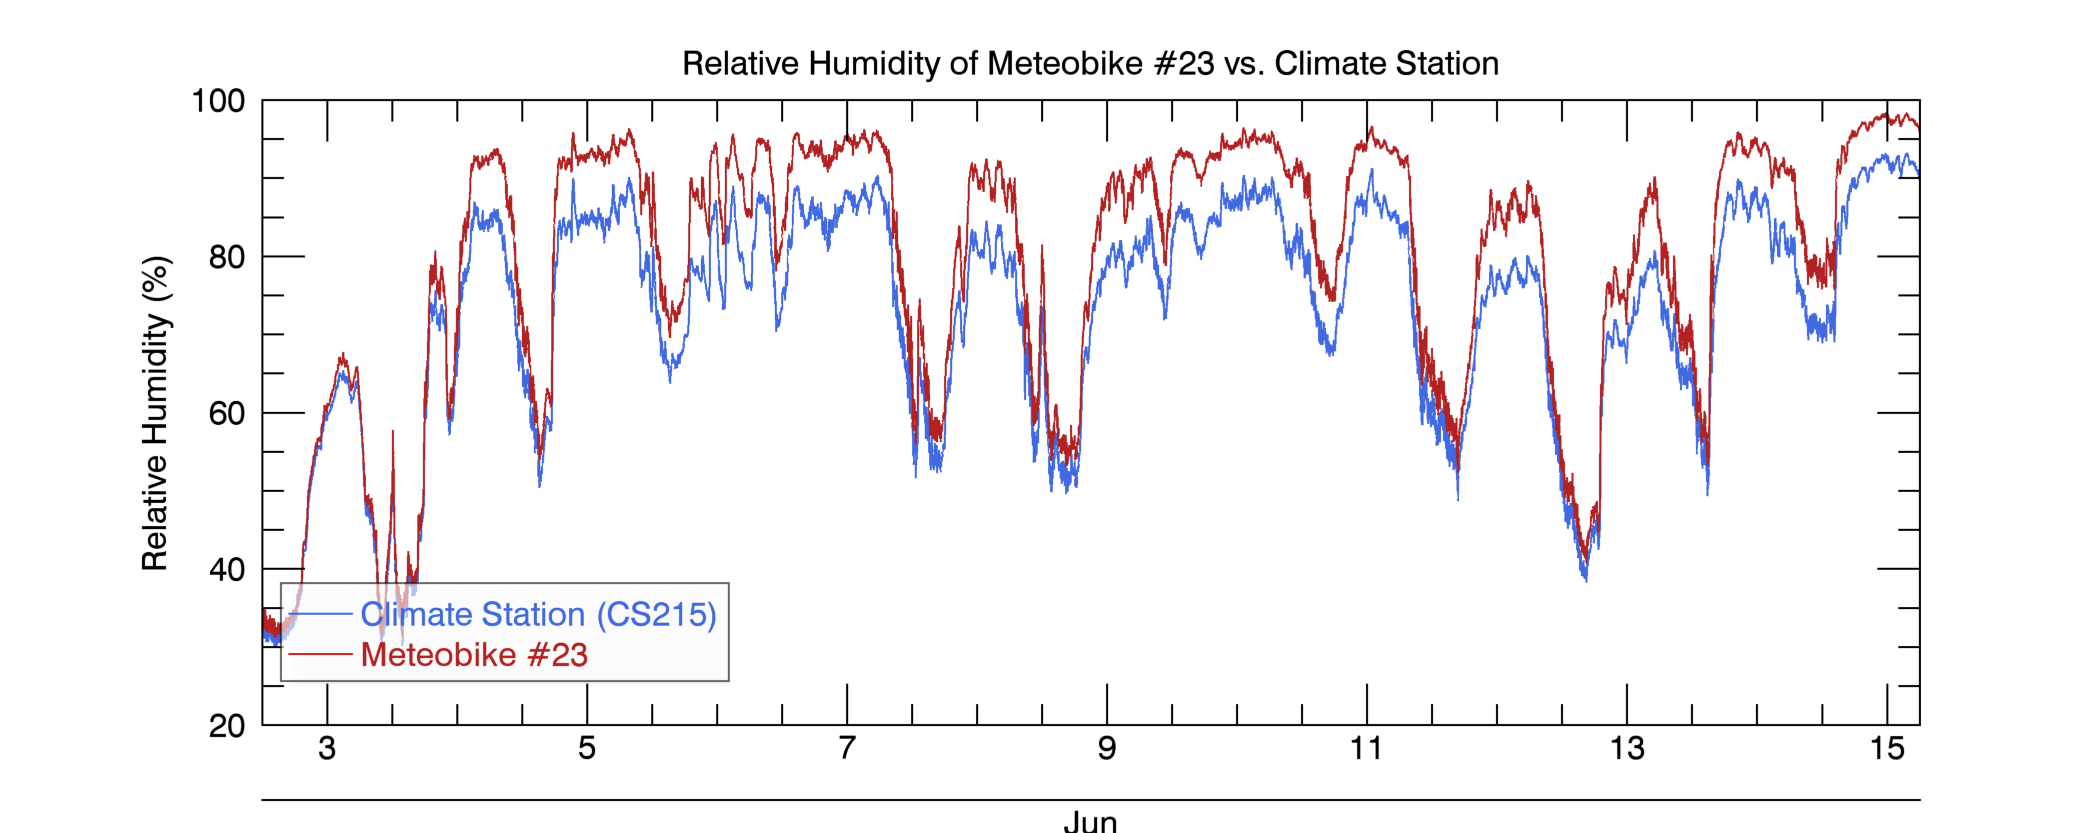 Relative Humidity of Meteobike #23 vs. Climate Station
Relative Humidity (%)
100
80
60
40
20
Climate Station (CS215)
Meteobike #23
3 5 7 9 11 13 15
Jun